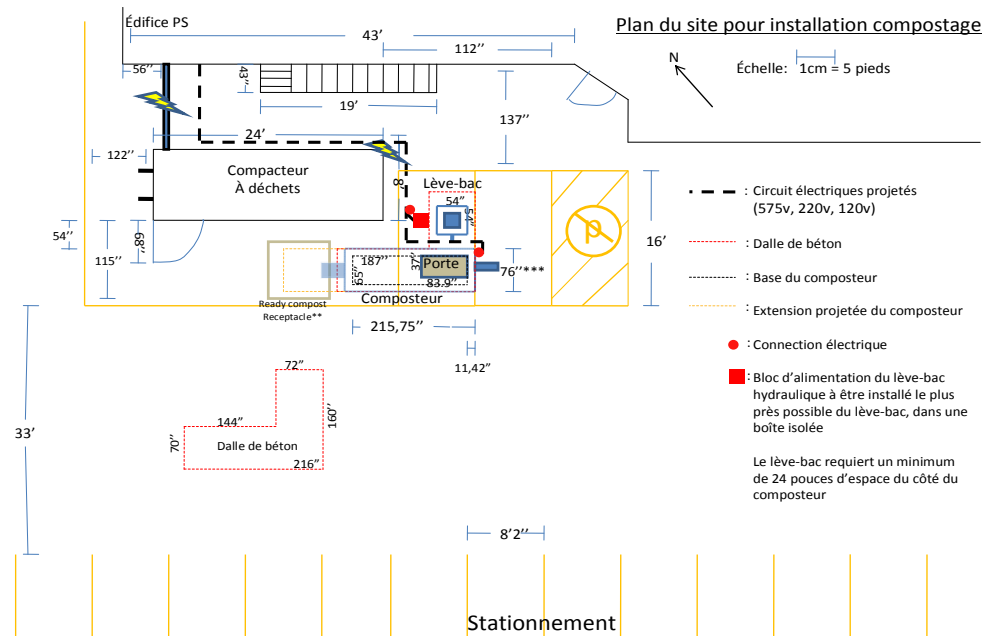 Édifice PS
Plan du site pour installation compostage
43'
112''
N
Échelle: 1cm = 5 pieds
56''
43''
19'
137''
24'
122''
Compacteur
À déchets
8'
Lève-bac
54"
54"
: Circuit électriques projetés
(575v, 220v, 120v)
54''
68''
115''
16'
p
: Dalle de béton
187''
65''
37''
Porte
83.9''
76''***
: Base du composteur
Ready compost
Receptacle**
Composteur
: Extension projetée du composteur
215,75''
11,42"
: Connection électrique
: Bloc d'alimentation du lève-bac
hydraulique à être installé le plus
près possible du lève-bac, dans une
boîte isolée
72"
144"
160''
70"
Dalle de béton
216"
33'
Le lève-bac requiert un minimum
de 24 pouces d'espace du côté du
composteur
8'2''
Stationnement